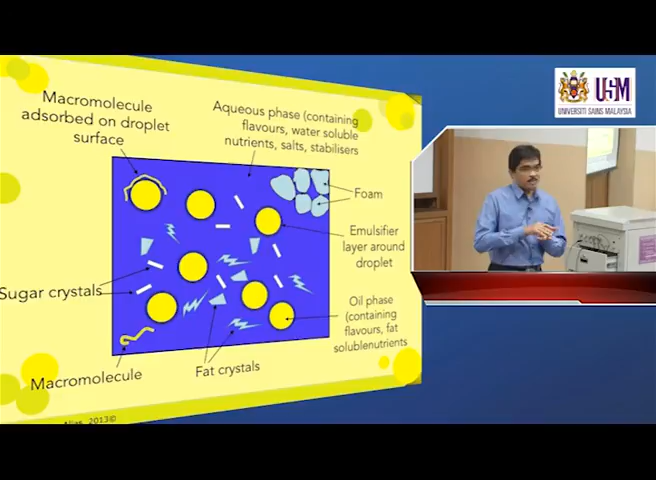 Macromolecule
adsorbed on droplet
surface
Aqueous phase (containing
flavours, water soluble
nutrients, salts, stabilisers
Foam
Emulsifier
layer around
droplet
Sugar crystals
Oil phase
(containing
flavours, fat
solublenutrients
Macromolecule
Fat crystals
2013©
USM
UNIVERSITI SAINS MALAYSIA